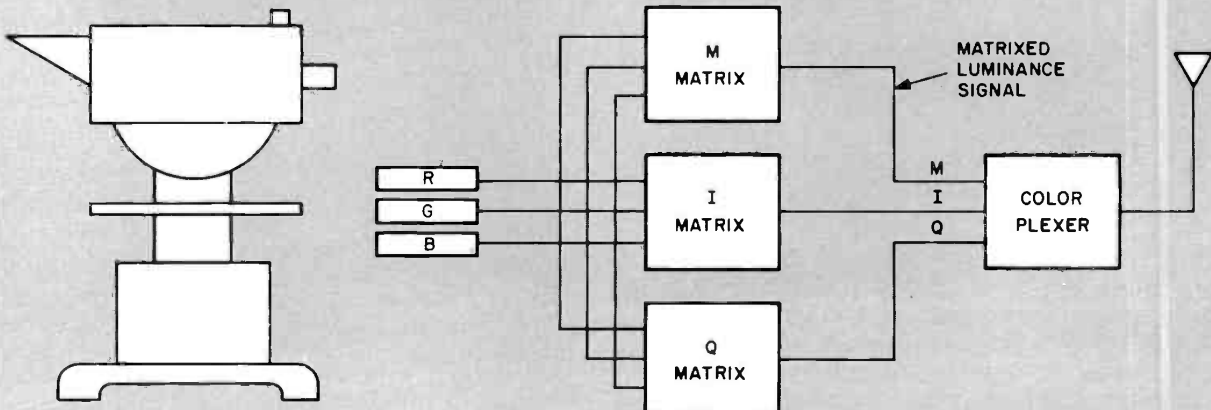 M
MATRIX
MATRIXED
LUMINANCE
SIGNAL
R
G
B
I
MATRIX
M
I
Q
COLOR
PLEXER
Q
MATRIX